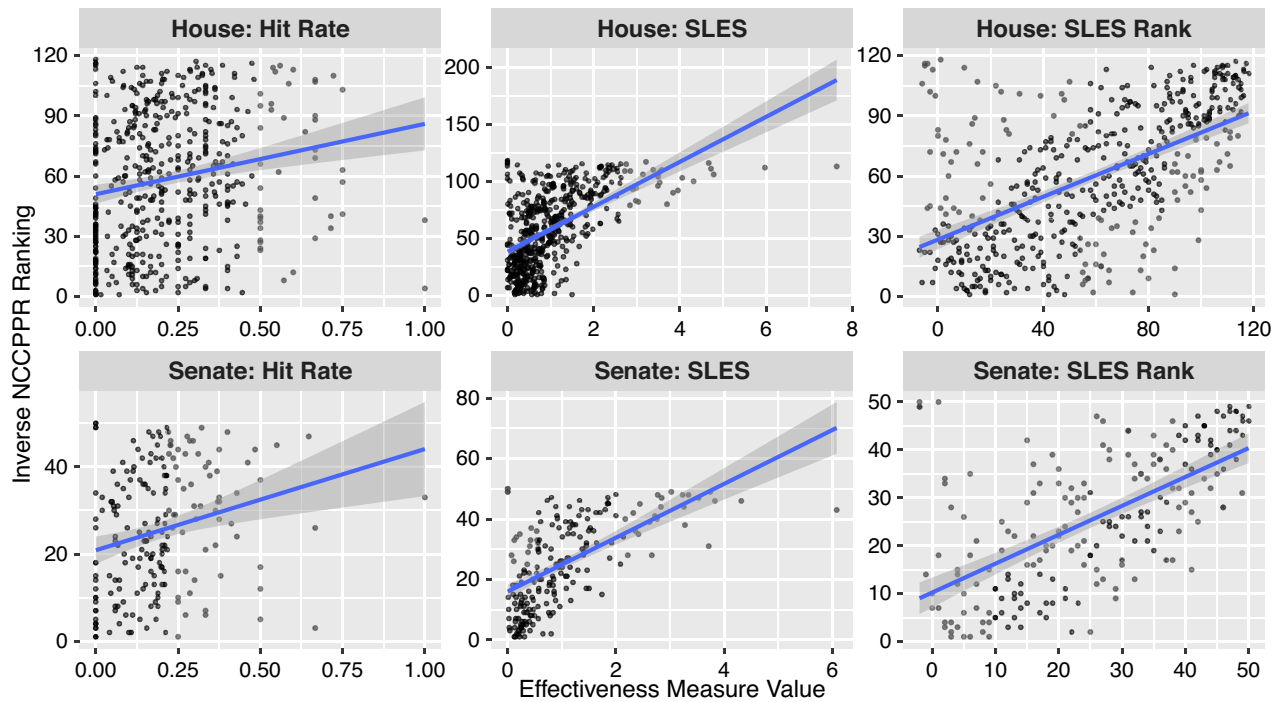 House: Hit Rate
House: SLES
House: SLES Rank
120
90
60
30
0
0.00 0.25 0.50 0.75 1.00
200
150
100
50
0
0 2 4 6 8
120
90
60
30
0
0 40 80 120
Inverse NCCPPR Ranking
Senate: Hit Rate
Senate: SLES
Senate: SLES Rank
40
20
0
0.00 0.25 0.50 0.75 1.00
80
60
40
20
0
0 2 4 6
50
40
30
20
10
0
0 10 20 30 40 50
Effectiveness Measure Value